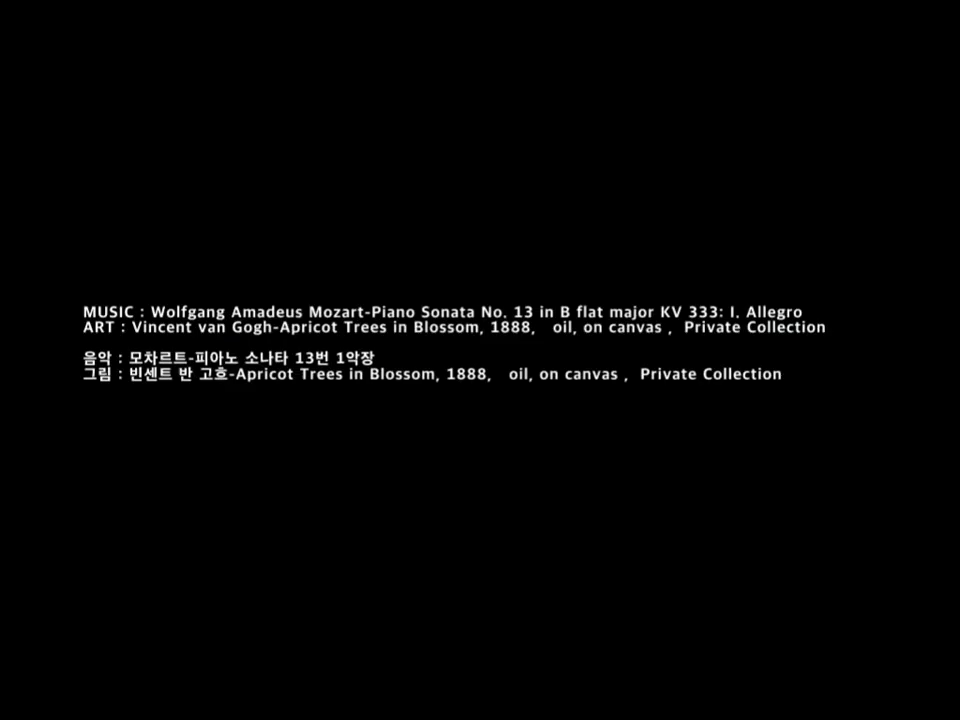 MUSIC : Wolfgang Amadeus Mozart-Piano Sonata No. 13 in B flat major KV 333: I. Allegro
ART : Vincent van Gogh-Apricot Trees in Blossom, 1888,   oil, on canvas ,  Private Collection
음악 : 모차르트-피아노 소나타 13번 1악장
그림 : 빈센트 반 고흐-Apricot Trees in Blossom, 1888,   oil, on canvas ,  Private Collection